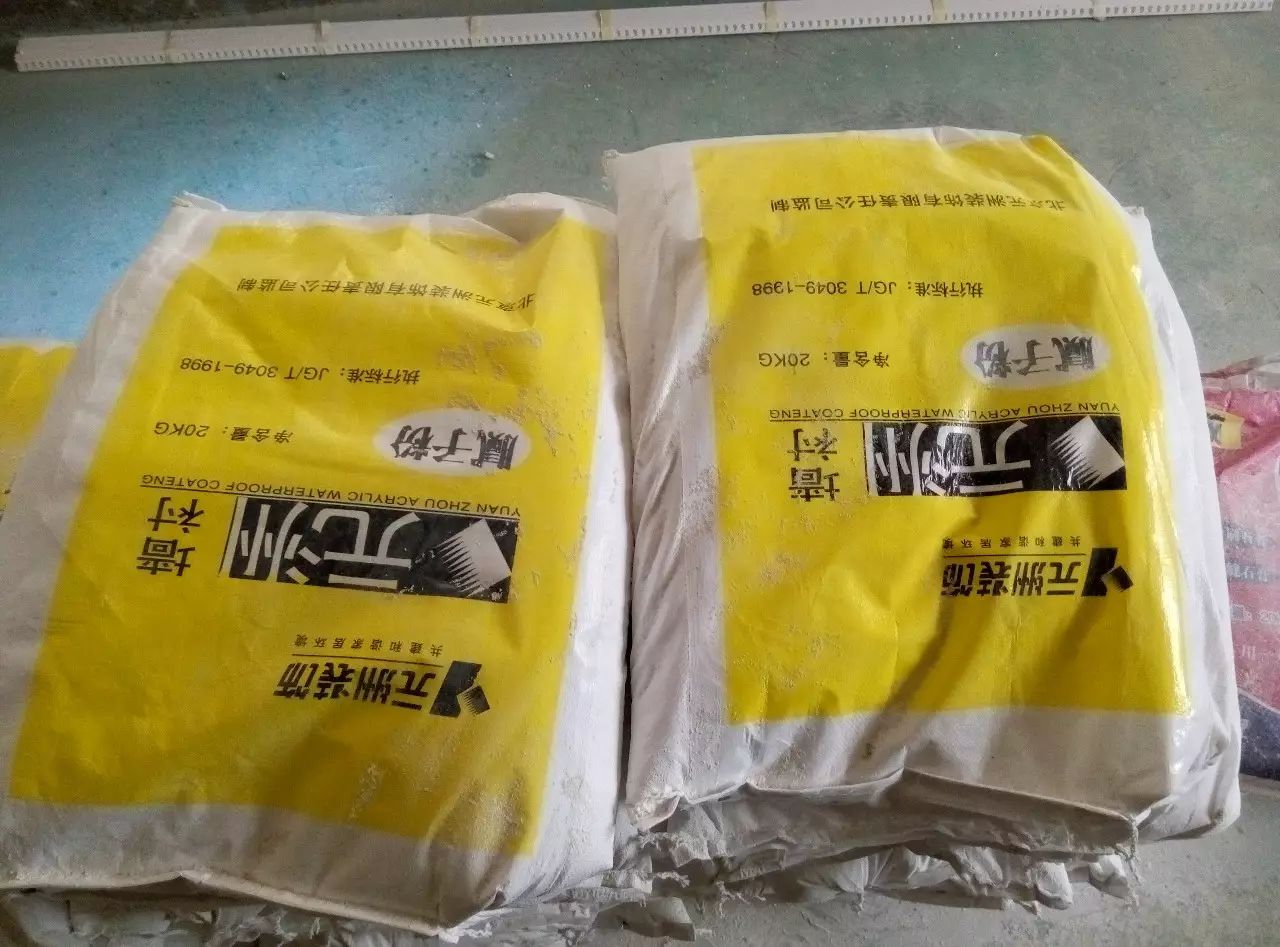 元洲装饰
共建和谐家居环境
元洲 墙衬
YUAN ZHOU ACRYLIC WATERPROOF COATENG
腻子粉
净含量：20KG
执行标准：JG/T 3049-1998
北京元洲装饰有限责任公司监制
元洲装饰
共建和谐家居环境
元洲 墙衬
YUAN ZHOU ACRYLIC WATERPROOF COATENG
腻子粉
净含量：20KG
执行标准：JG/T 3049-1998
北京元洲装饰有限责任公司监制